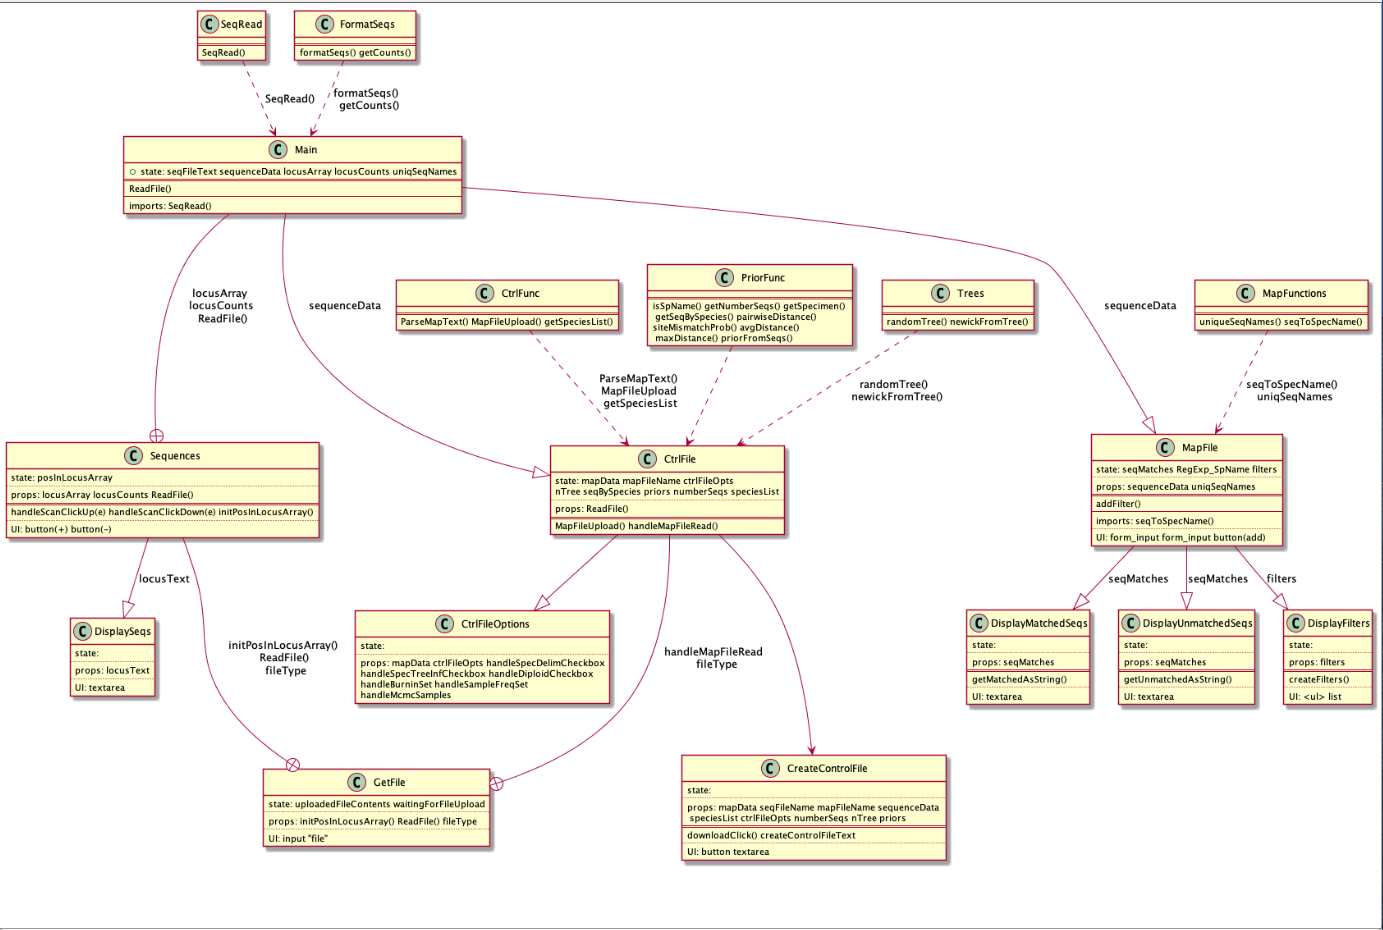 C SeqRead
SeqRead()
C FormatSeqs
formatSeqs() getCounts()
SeqRead()
formatSeqs()
getCounts()
C Main
state: seqFileText sequenceData locusArray locusCounts uniqSeqNames
ReadFile()
imports: SeqRead()
locusArray
locusCounts
ReadFile()
sequenceData
sequenceData
C CtrlFunc
ParseMapText() MapFileUpload() getSpeciesList()
C PriorFunc
isSpName() getNumberSeqs() getSpecimen()
getSeqBySpecies() pairwiseDistance()
siteMismatchProb() avgDistance()
maxDistance() priorFromSeqs()
C Trees
randomTree() newickFromTree()
C MapFunctions
uniqueSeqNames() seqToSpecName()
ParseMapText()
MapFileUpload
getSpeciesList
randomTree()
newickFromTree()
seqToSpecName()
uniqSeqNames
C Sequences
state: posInLocusArray
props: locusArray locusCounts ReadFile()
handleScanClickUp(e) handleScanClickDown(e) initPosInLocusArray()
UI: button(+) button(-)
C CtrlFile
state: mapData mapFileName ctrlFileOpts
nTree seqBySpecies priors numberSeqs speciesList
props: ReadFile()
MapFileUpload() handleMapFileRead()
C MapFile
state: seqMatches RegExp_SpName filters
props: sequenceData uniqSeqNames
addFilter()
imports: seqToSpecName()
UI: form_input form_input button(add)
locusText
initPosInLocusArray()
ReadFile()
fileType
handleMapFileRead
fileType
seqMatches
seqMatches
filters
C DisplaySeqs
state:
props: locusText
UI: textarea
C CtrlFileOptions
state:
props: mapData ctrlFileOpts handleSpecDelimCheckbox
handleSpecTreeInfCheckbox handleDiploidCheckbox
handleBurninSet handleSampleFreqSet
handleMcmcSamples
C DisplayMatchedSeqs
state:
props: seqMatches
getMatchedAsString()
UI: textarea
C DisplayUnmatchedSeqs
state:
props: seqMatches
getUnmatchedAsString()
UI: textarea
C DisplayFilters
state:
props: filters
createFilters()
UI: <ul> list
C GetFile
state: uploadedFileContents waitingForFileUpload
props: initPosInLocusArray() ReadFile() fileType
UI: input "file"
C CreateControlFile
state:
props: mapData seqFileName mapFileName sequenceData
speciesList ctrlFileOpts numberSeqs nTree priors
downloadClick() createControlFileText
UI: button textarea